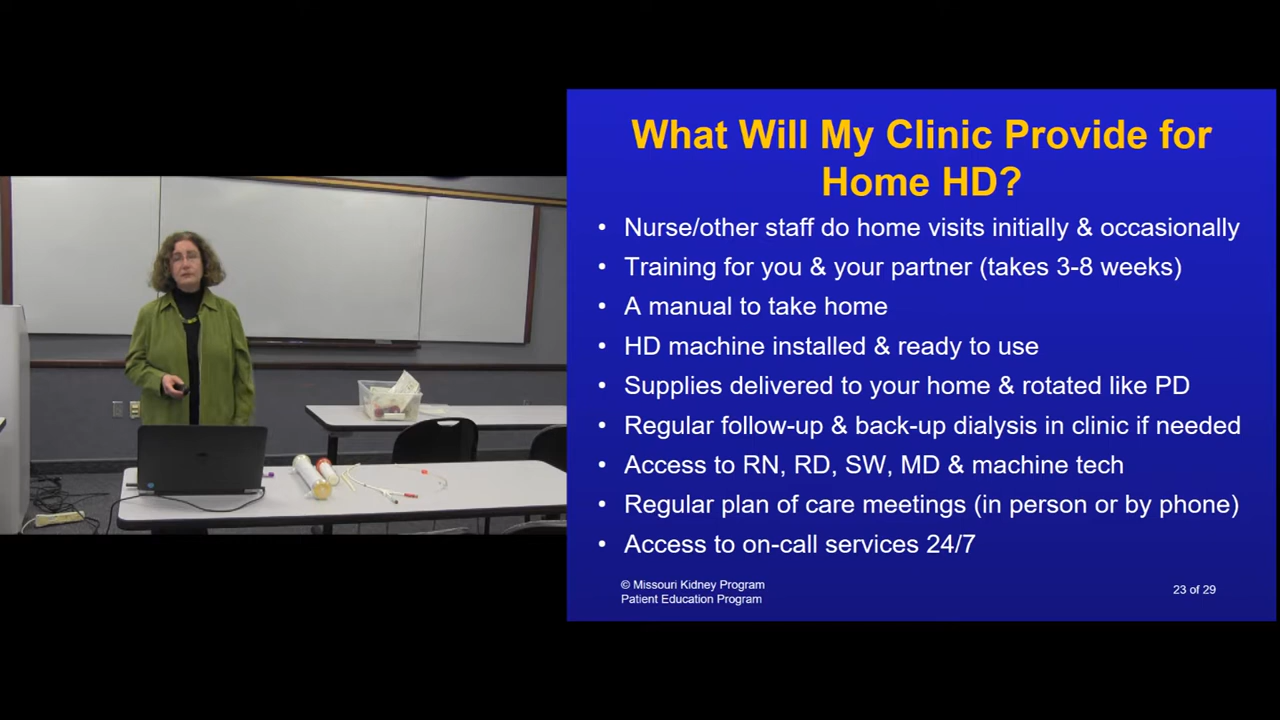 What Will My Clinic Provide for
Home HD?
• Nurse/other staff do home visits initially & occasionally
• Training for you & your partner (takes 3-8 weeks)
• A manual to take home
• HD machine installed & ready to use
• Supplies delivered to your home & rotated like PD
• Regular follow-up & back-up dialysis in clinic if needed
• Access to RN, RD, SW, MD & machine tech
• Regular plan of care meetings (in person or by phone)
• Access to on-call services 24/7
© Missouri Kidney Program
Patient Education Program
23 of 29